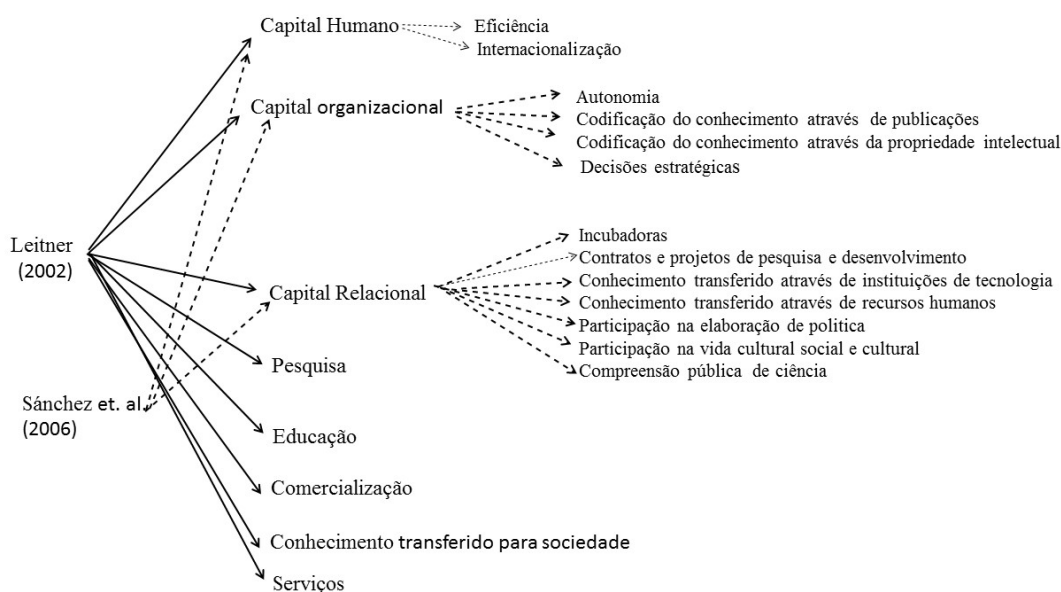 Capital Humano
Eficiência
Internacionalização
Capital organizacional
Autonomia
Codificação do conhecimento através de publicações
Codificação do conhecimento através da propriedade intelectual
Decisões estratégicas
Leitner
(2002)
Capital Relacional
Incubadoras
Contratos e projetos de pesquisa e desenvolvimento
Conhecimento transferido através de instituições de tecnologia
Conhecimento transferido através de recursos humanos
Participação na elaboração de politica
Participação na vida cultural social e cultural
Compreensão pública de ciência
Pesquisa
Sánchez et. al.
(2006)
Educação
Comercialização
Conhecimento transferido para sociedade
Serviços